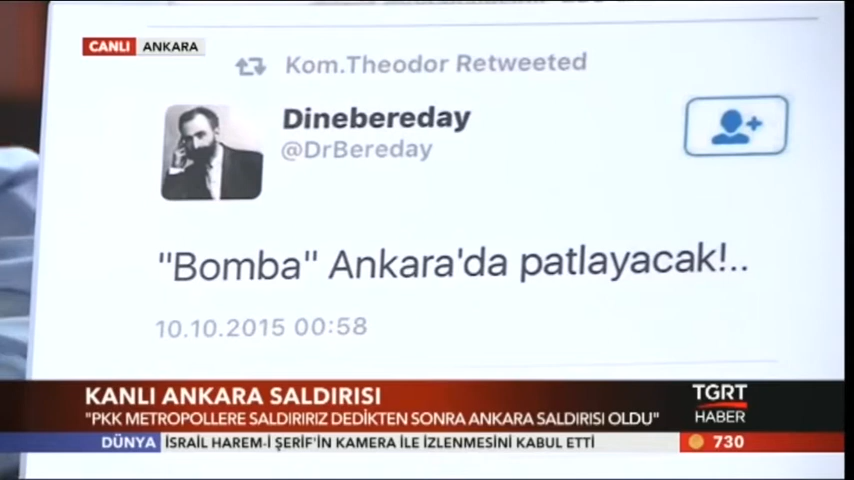 CANLI ANKARA
Kom.Theodor Retweeted
Dinebereday
@DrBereday
"Bomba" Ankara'da patlayacak!..
10.10.2015 00:58
KANLI ANKARA SALDIRISI
"PKK METROPOLLERE SALDIRIRIZ DEDİKTEN SONRA ANKARA SALDIRISI OLDU"
TGRT
HABER
DÜNYA İSRAİL HAREM-İ ŞERİF'İN KAMERA İLE İZLENMESİNİ KABUL ETTİ
730